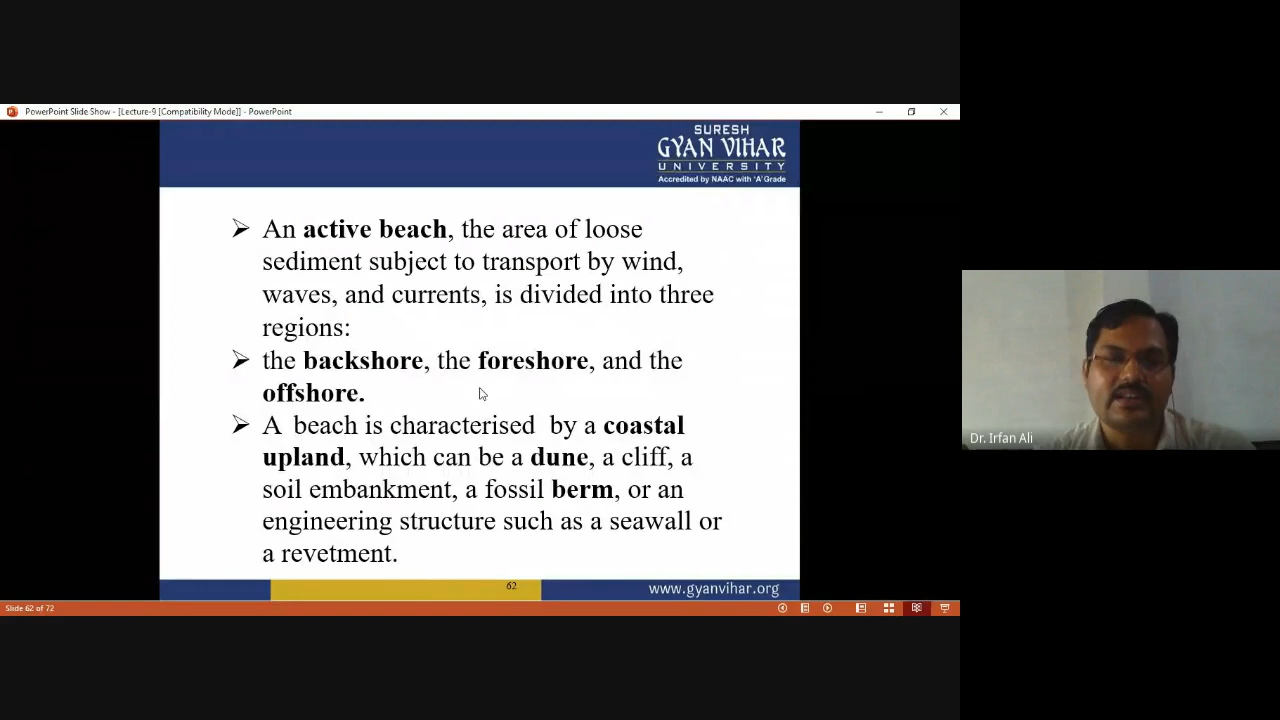 PowerPoint Slide Show - [Lecture-9 [Compatibility Mode]] - PowerPoint
SURESH
GYAN VIHAR
UNIVERSITY
Accredited by NAAC with 'A' Grade
An active beach, the area of loose
sediment subject to transport by wind,
waves, and currents, is divided into three
regions:
the backshore, the foreshore, and the
offshore.
A beach is characterised by a coastal
upland, which can be a dune, a cliff, a
soil embankment, a fossil berm, or an
engineering structure such as a seawall or
a revetment.
62
www.gyanvihar.org
Slide 62 of 72
Dr. Irfan Ali